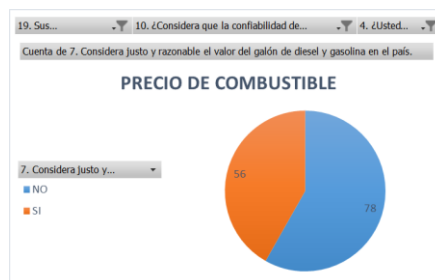 19. Sus...
10. ¿Considera que la confiabilidad de...
4. ¿Usted...
Cuenta de 7. Considera justo y razonable el valor del galón de diesel y gasolina en el país.
PRECIO DE COMBUSTIBLE
7. Considera justo y...
NO
SI
56
78